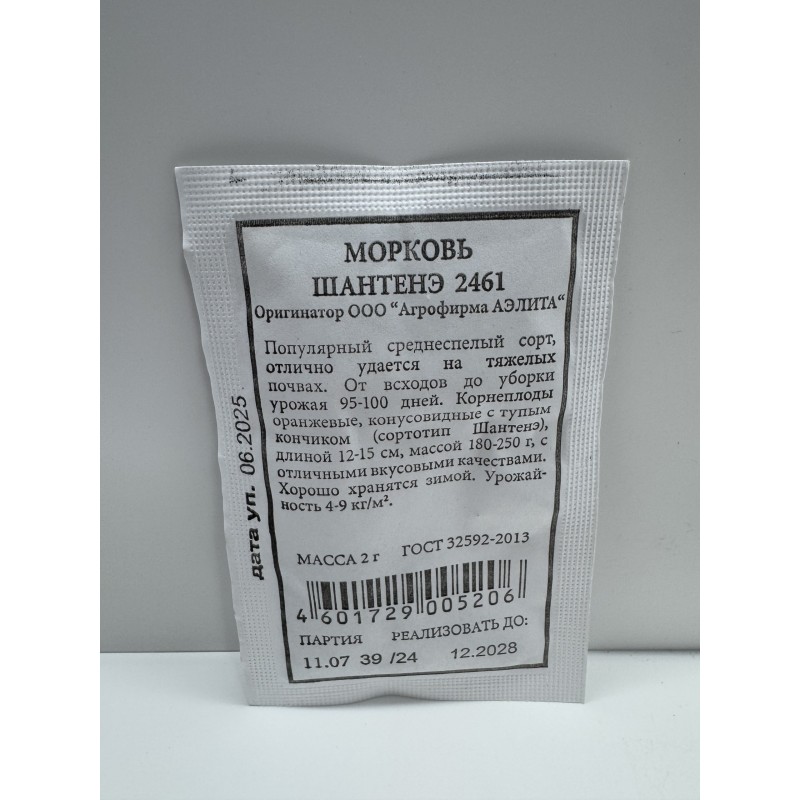 МОРКОВЬ
ШАНТЕНЭ 2461
Оригинатор ООО “Агрофирма АЭЛИТА“
Популярный среднеспелый сорт,
отлично удается на тяжелых
почвах. От всходов до уборки
урожая 95-100 дней. Корнеплоды
оранжевые, конусовидные с тупым
кончиком (сортотип Шантенэ),
длиной 12-15 см, массой 180-250 г, с
отличными вкусовыми качествами.
Хорошо хранятся зимой. Урожай-
ность 4-9 кг/м².
МАССА 2 г ГОСТ 32592-2013
4 601729 005206
ПАРТИЯ РЕАЛИЗОВАТЬ ДО:
11.07 39 /24 12.2028
дата уп. 06.2025